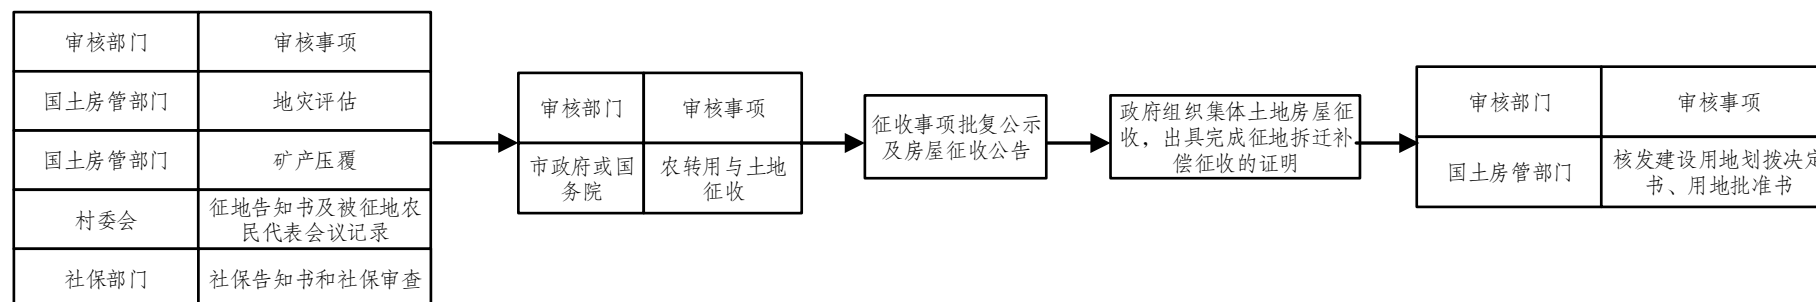 审核部门 审核事项
国土房管部门 地灾评估
国土房管部门 矿产压覆
村委会 征地告知书及被征地农
民代表会议记录
社保部门 社保告知书和社保审查
审核部门 审核事项
市政府或国
务院
农转用与土地
征收
征收事项批复公示
及房屋征收公告
政府组织集体土地房屋征
收，出具完成征地拆迁补
偿征收的证明
审核部门 审核事项
国土房管部门
核发建设用地划拨决定
书、用地批准书